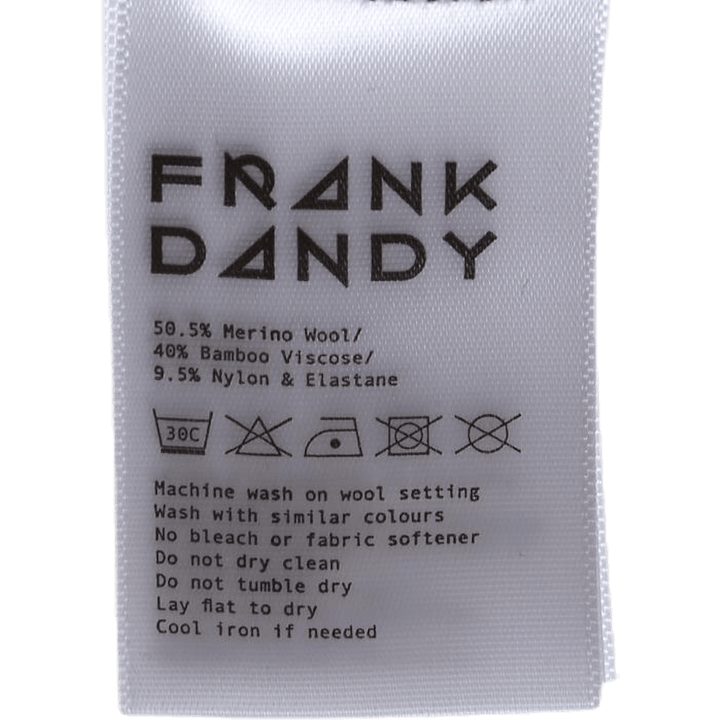 FRANK
DANDY
50.5% Merino Wool/
40% Bamboo Viscose/
9.5% Nylon & Elastane
30C
Machine wash on wool setting
Wash with similar colours
No bleach or fabric softener
Do not dry clean
Do not tumble dry
Lay flat to dry
Cool iron if needed